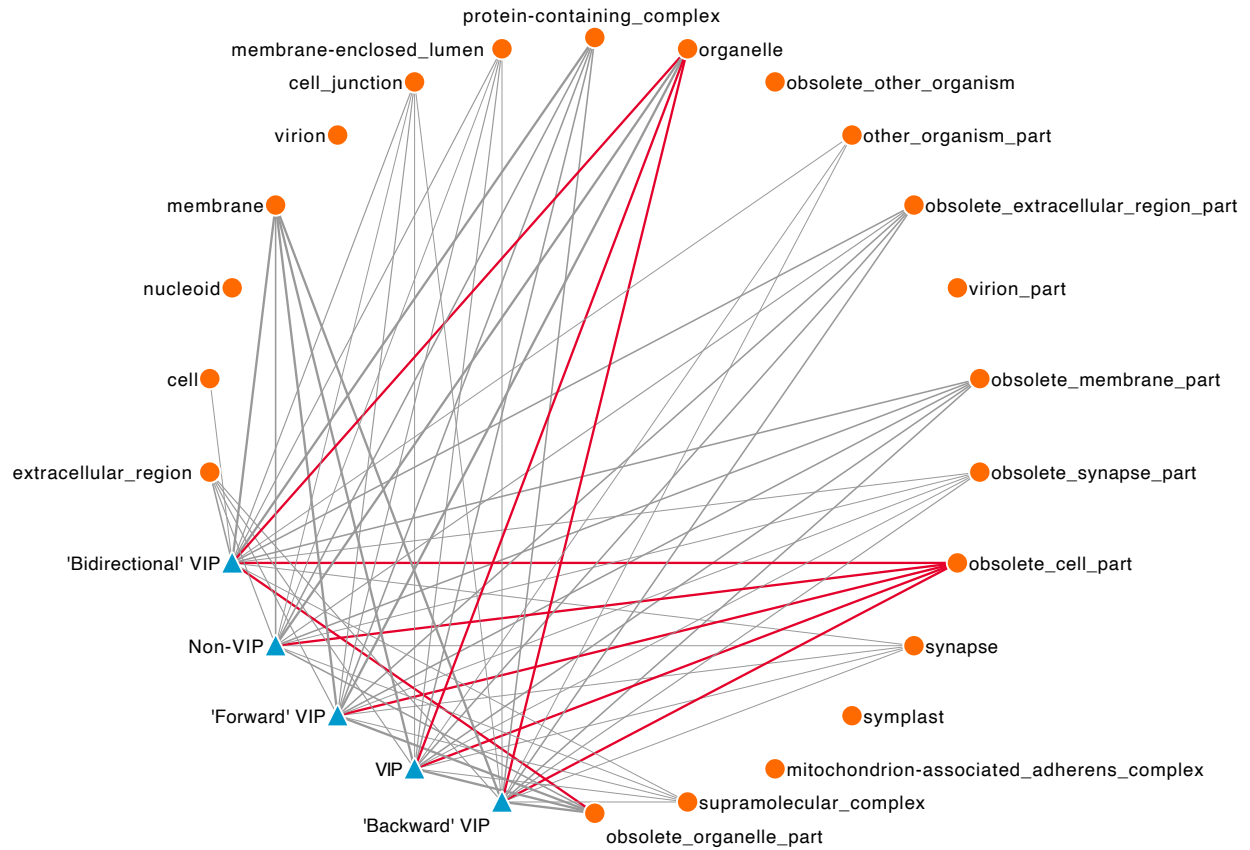 protein-containing_complex
membrane-enclosed_lumen
organelle
cell_junction
obsolete_other_organism
virion
other_organism_part
membrane
obsolete_extracellular_region_part
nucleoid
virion_part
cell
obsolete_membrane_part
extracellular_region
obsolete_synapse_part
'Bidirectional' VIP
obsolete_cell_part
Non-VIP
synapse
'Forward' VIP
symplast
VIP
mitochondrion-associated_adherens_complex
supramolecular_complex
'Backward' VIP
obsolete_organelle_part